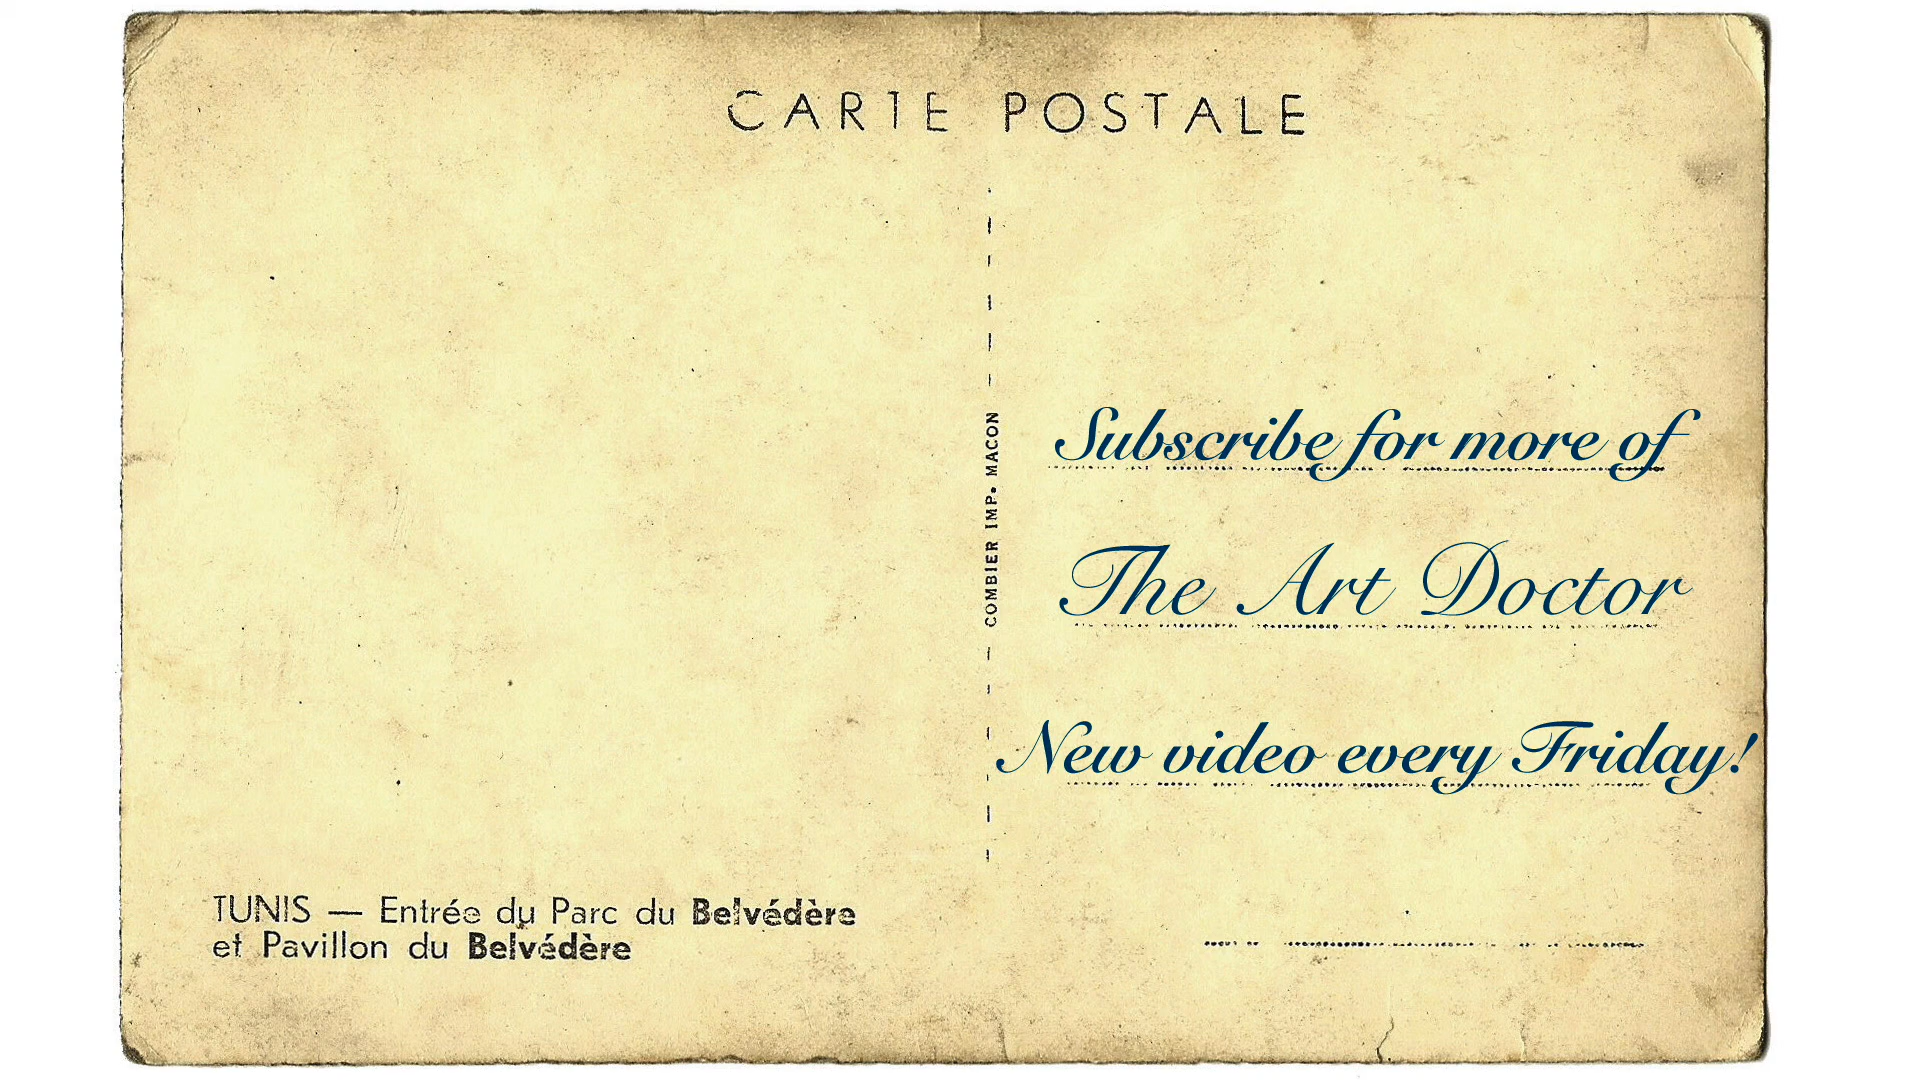 CARTE POSTALE
COMBIER IMP. MACON
Subscribe for more of
The Art Doctor
New video every Friday!
TUNIS — Entrée du Parc du Belvédère
et Pavillon du Belvédère